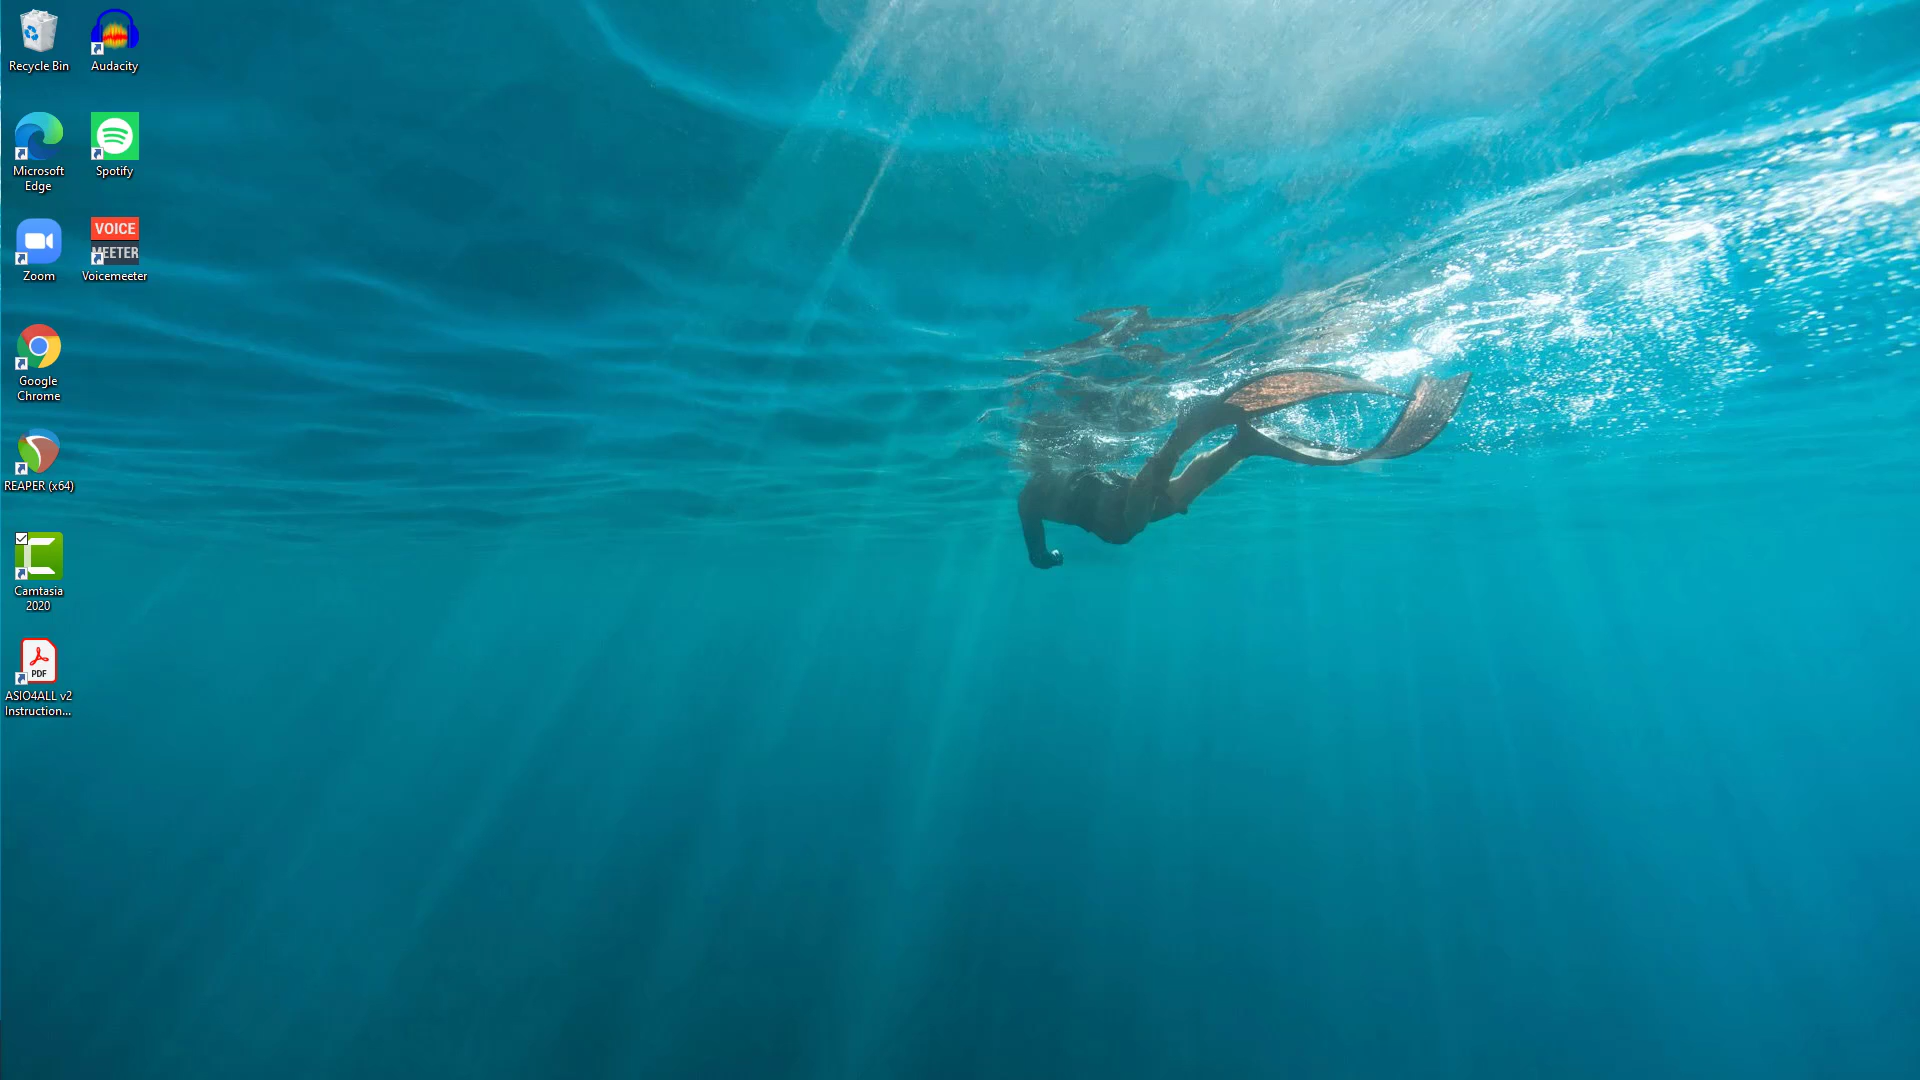 Recycle Bin
Audacity
Microsoft
Edge
Spotify
Zoom
VOICE
MEETER
Voicemeeter
Google
Chrome
REAPER (x64)
Camtasia
2020
PDF
ASIO4ALL v2
Instruction...